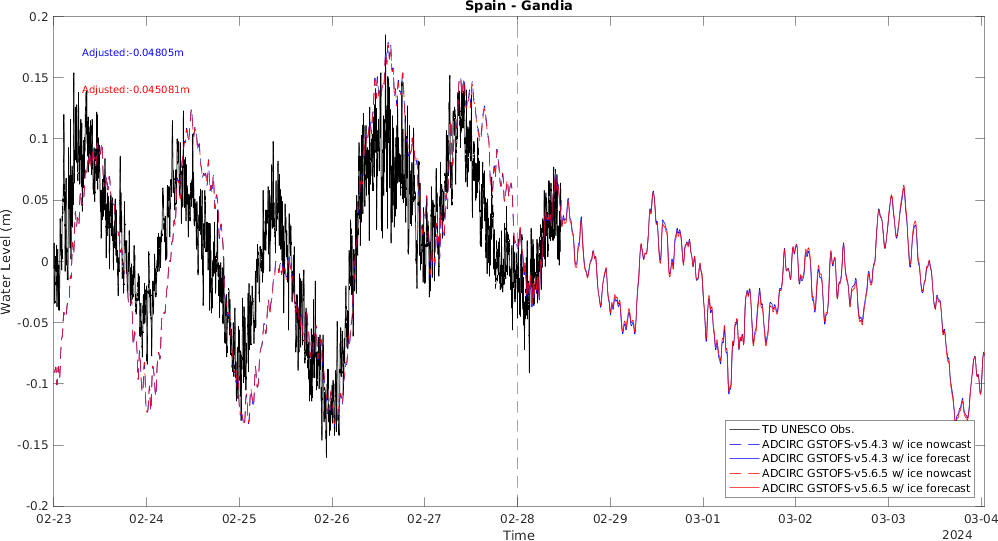 Spain - Gandia
Adjusted:-0.04805m
Adjusted:-0.045081m
Water Level (m)
0.2
0.15
0.1
0.05
0
-0.05
-0.1
-0.15
-0.2
TD UNESCO Obs.
ADCIRC GSTOFS-v5.4.3 w/ ice nowcast
ADCIRC GSTOFS-v5.4.3 w/ ice forecast
ADCIRC GSTOFS-v5.6.5 w/ ice nowcast
ADCIRC GSTOFS-v5.6.5 w/ ice forecast
02-23 02-24 02-25 02-26 02-27 02-28 02-29 03-01 03-02 03-03 03-04
Time
2024